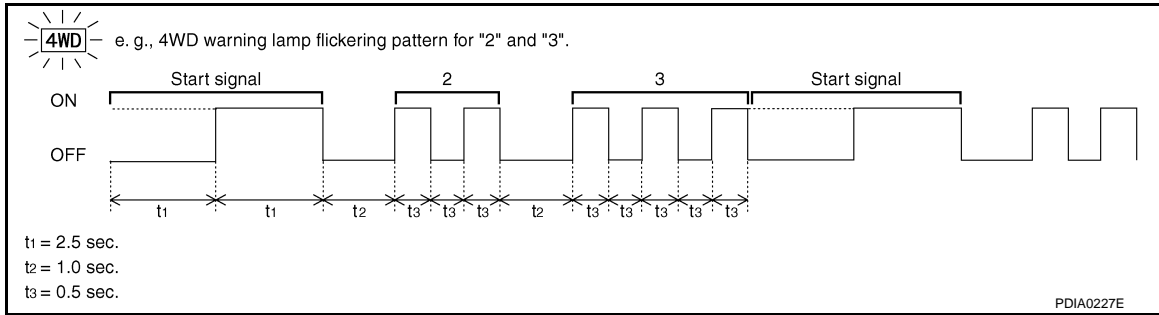 4WD e. g., 4WD warning lamp flickering pattern for "2" and "3".
Start signal 2 3 Start signal
ON
OFF
t1 t1 t2 t3 t3 t3 t2 t3 t3 t3 t3 t3
t1 = 2.5 sec.
t2 = 1.0 sec.
t3 = 0.5 sec.
PDIA0227E